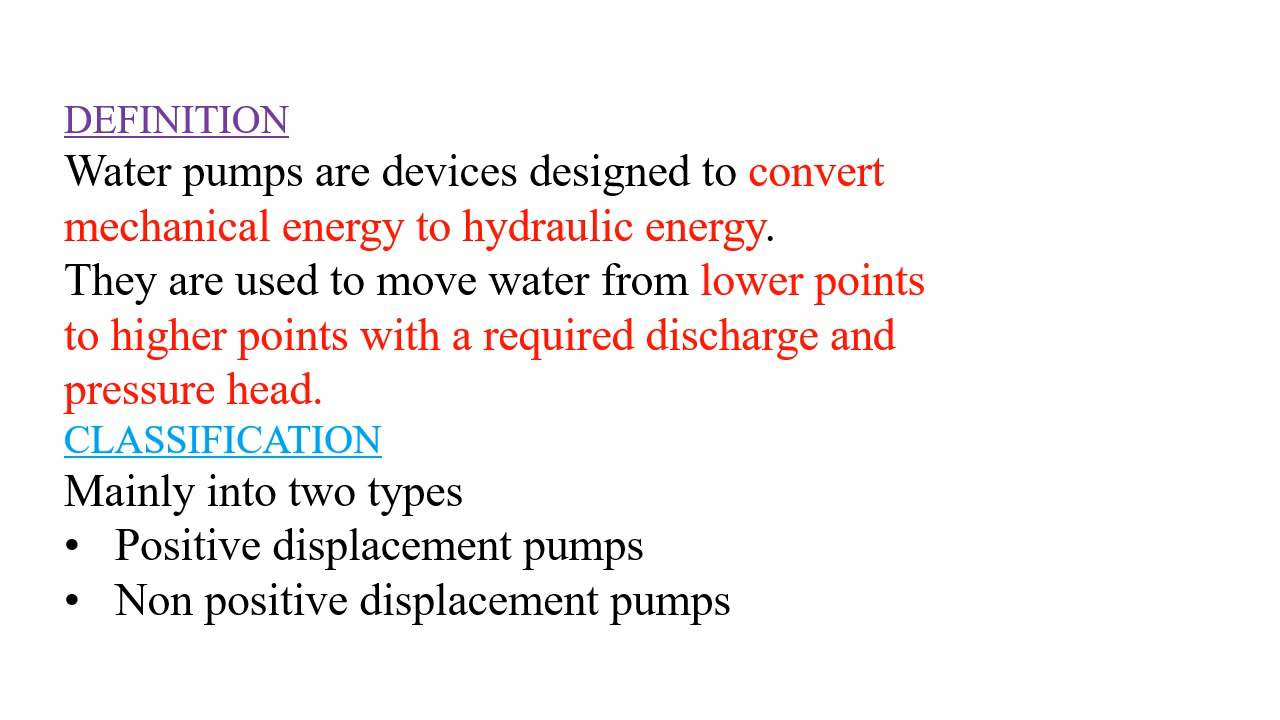 DEFINITION
Water pumps are devices designed to convert
mechanical energy to hydraulic energy.
They are used to move water from lower points
to higher points with a required discharge and
pressure head.
CLASSIFICATION
Mainly into two types
• Positive displacement pumps
• Non positive displacement pumps